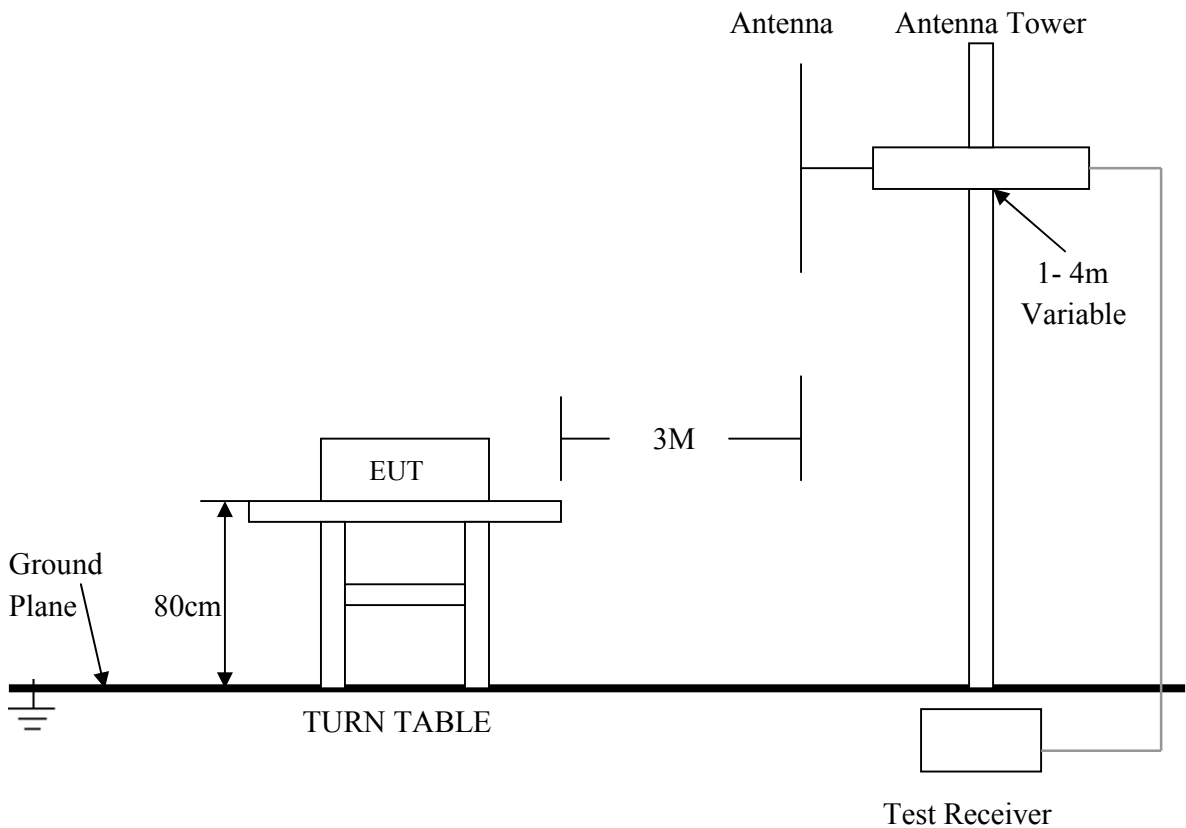 Antenna
Antenna Tower
1- 4m
Variable
3M
EUT
Ground
Plane
80cm
TURN TABLE
Test Receiver